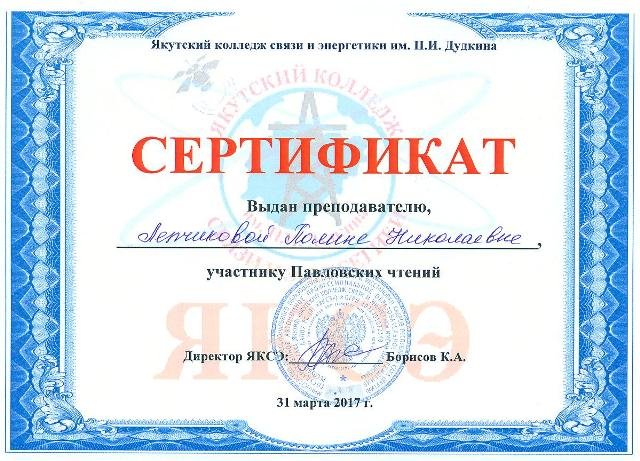 Якутский колледж связи и энергетики им. П.И. Дудкина
ЯКУТСКИЙ КОЛЛЕДЖ
СЕРТИФИКАТ
Выдан преподавателю,
Лепчиковой Полине Николаевне,
участнику Павловских чтений
ЯКСЭ
Директор ЯКСЭ: Борисов К.А.
31 марта 2017 г.